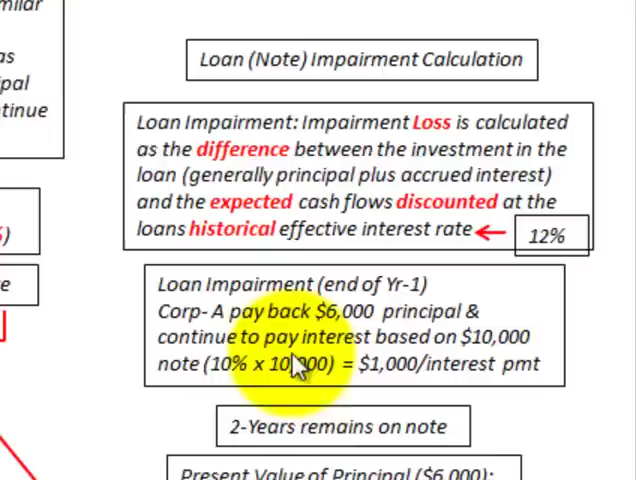 milar
as
ipal
tinue
%)
e
Loan (Note) Impairment Calculation
Loan Impairment: Impairment Loss is calculated
as the difference between the investment in the
loan (generally principal plus accrued interest)
and the expected cash flows discounted at the
loans historical effective interest rate
12%
Loan Impairment (end of Yr-1)
Corp- A pay back $6,000 principal &
continue to pay interest based on $10,000
note (10% x 10,000) = $1,000/interest pmt
2-Years remains on note
Present Value of Principal ($6,000):